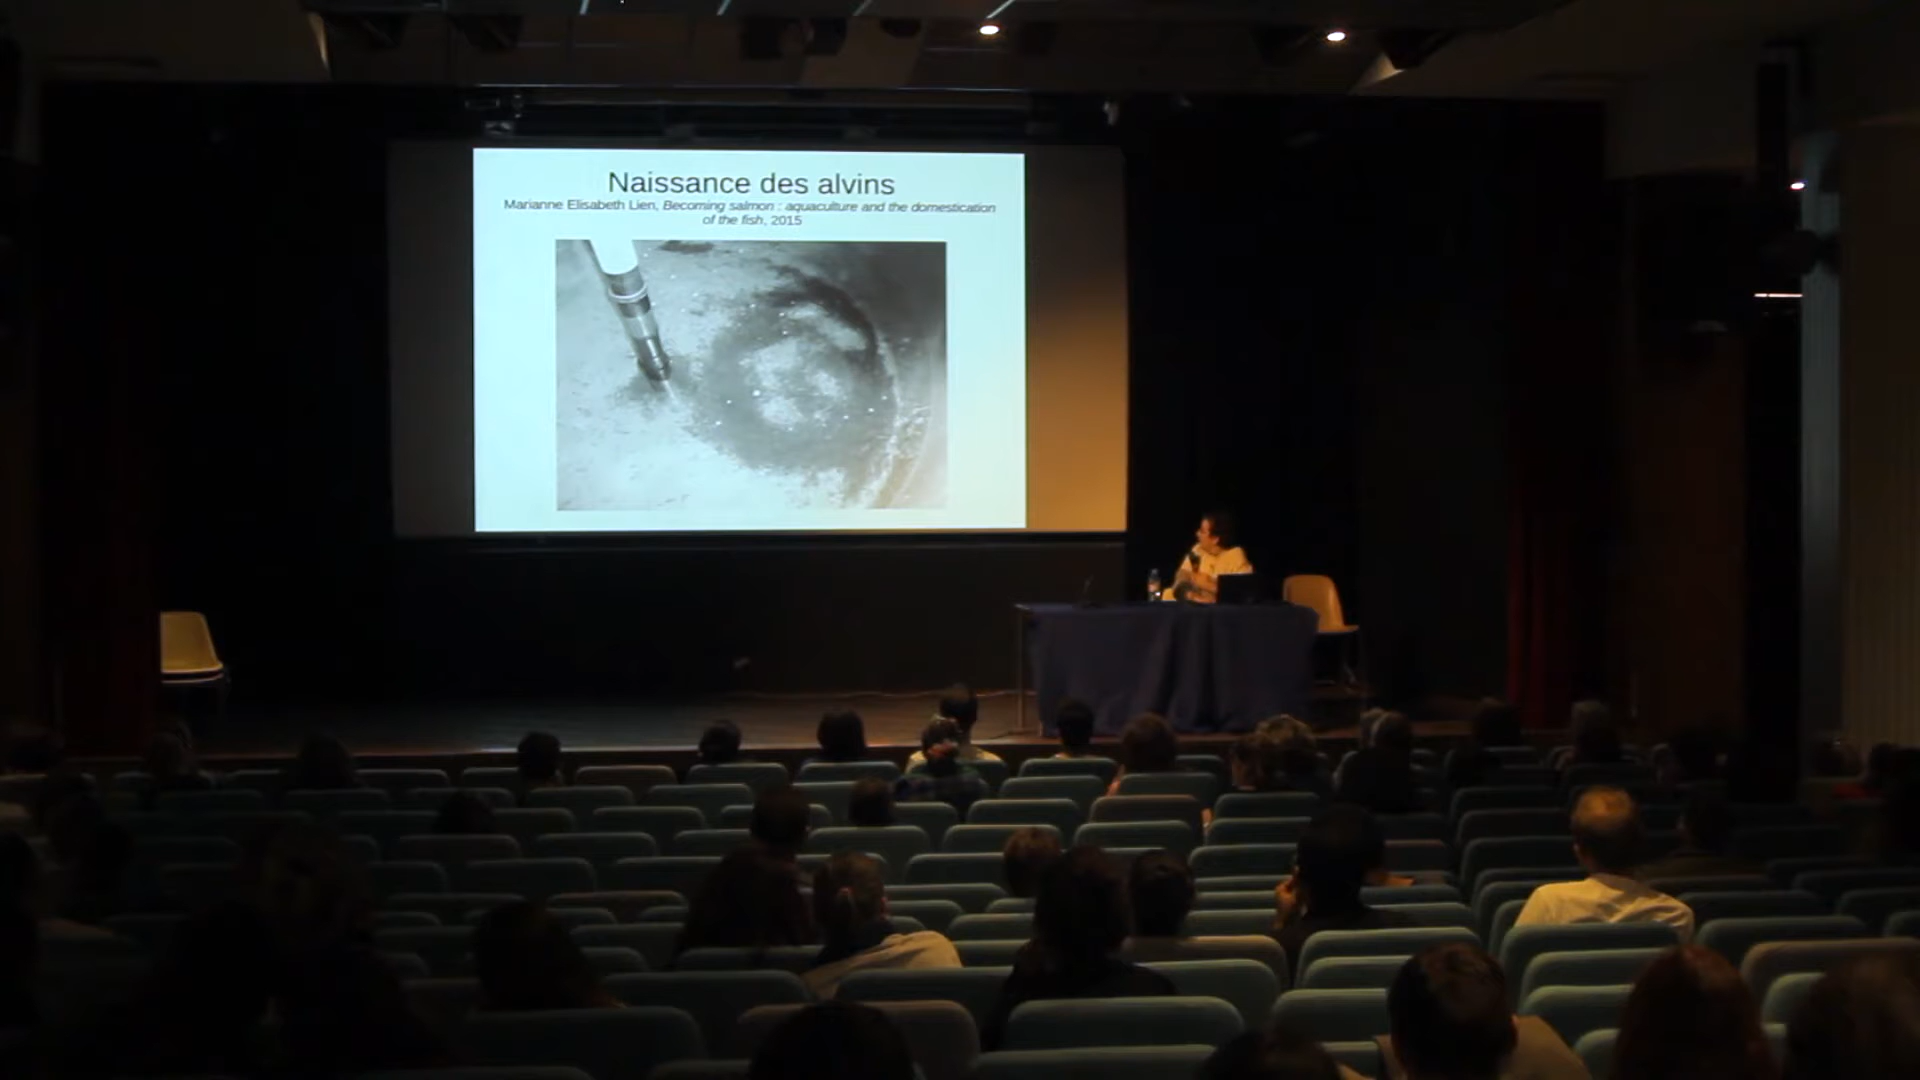 Naissance des alvins
Marianne Elisabeth Lien, Becoming salmon : aquaculture and the domestication
of the fish, 2015